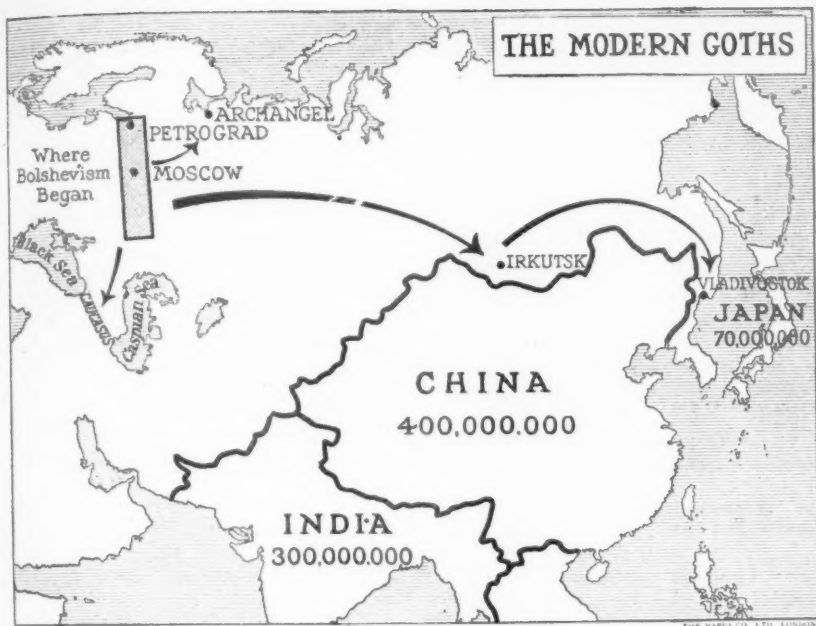 THE MODERN GOTHS
ARCHANGEL
PETROGRAD
Where
Bolshevism
Began
MOSCOW
Black Sea
CAUCASUS
Caspian Sea
IRKUTSK
VLADIVOSTOK
JAPAN
70,000,000
CHINA
400,000,000
INDIA
300,000,000